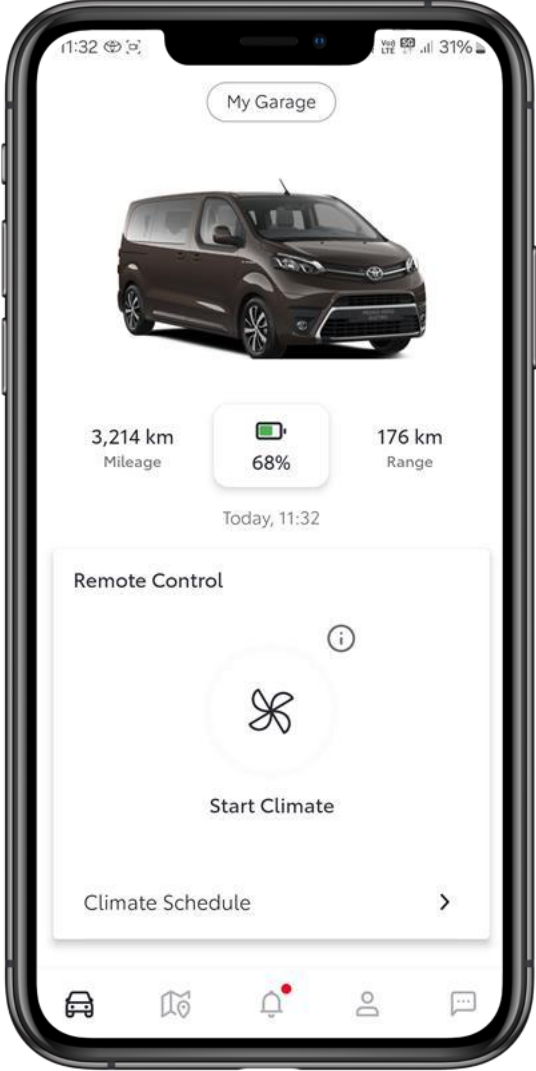 11:32 31%
My Garage
3,214 km 68% 176 km
Mileage Range
Today, 11:32
Remote Control
Start Climate
Climate Schedule